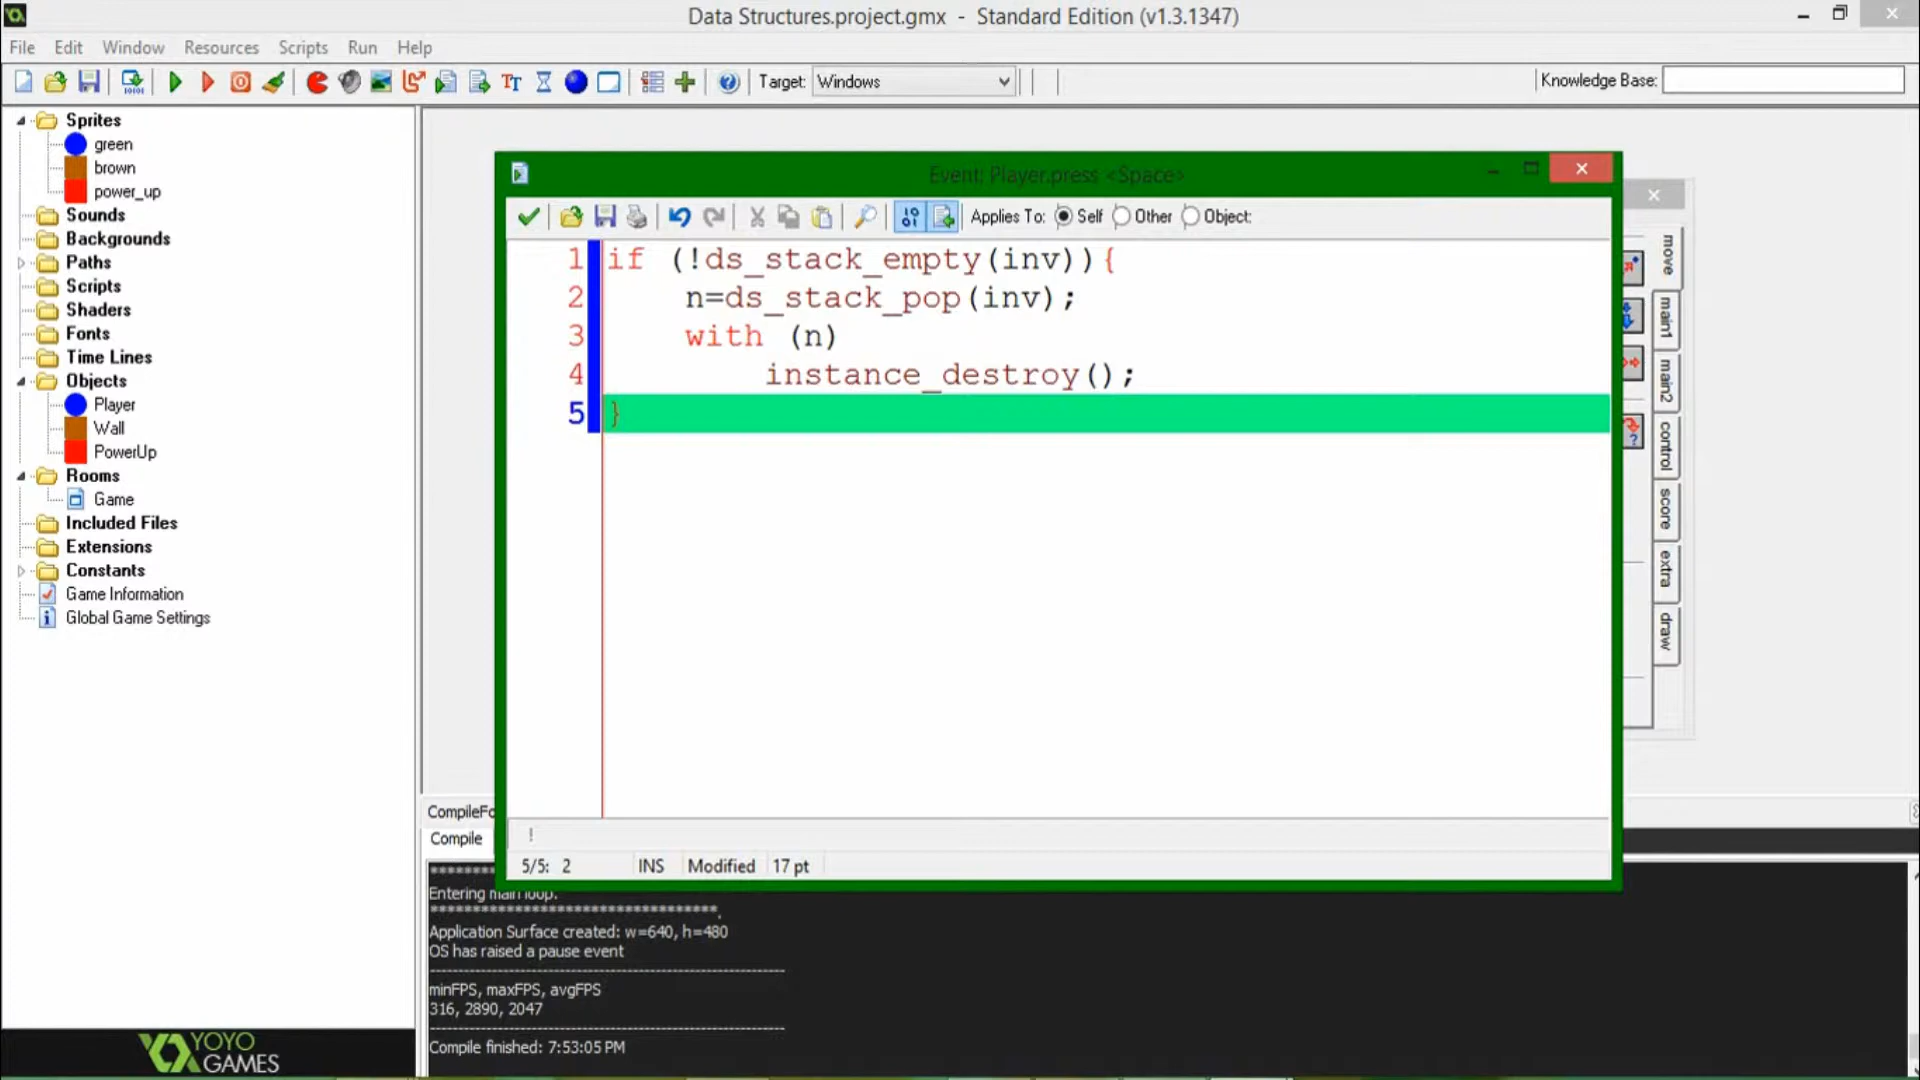 Data Structures.project.gmx - Standard Edition (v1.3.1347)
File Edit Window Resources Scripts Run Help
Target: Windows
Knowledge Base:
Sprites
green
brown
power_up
Sounds
Backgrounds
Paths
Scripts
Shaders
Fonts
Time Lines
Objects
Player
Wall
PowerUp
Rooms
Game
Included Files
Extensions
Constants
Game Information
Global Game Settings
YOYO
GAMES
Event: Player.press <Space>
Applies To: Self Other Object:
1 if (!ds_stack_empty(inv)){
2 n=ds_stack_pop(inv);
3 with (n)
4 instance_destroy();
5 }
!
5/5: 2 INS Modified 17 pt
move
main1
main2
control
score
extra
draw
CompileFo
Compile
Entering main loop.
**********************************.
Application Surface created: w=640, h=480
OS has raised a pause event
minFPS, maxFPS, avgFPS
316, 2890, 2047
Compile finished: 7:53:05 PM